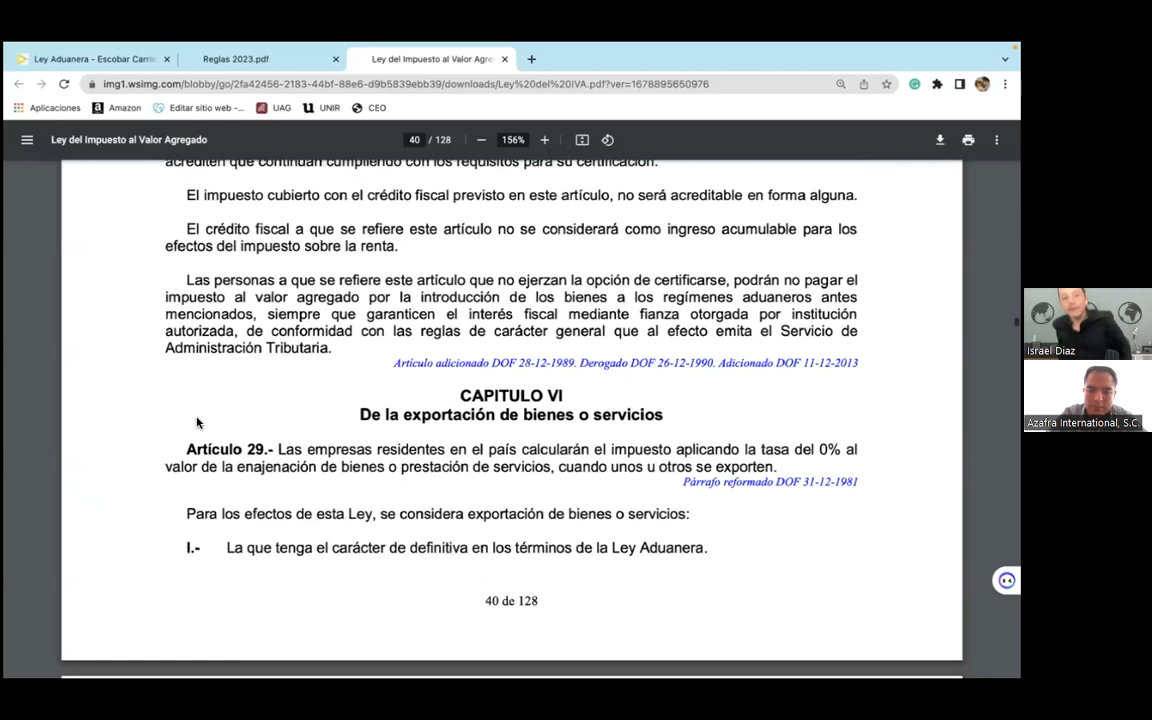 Ley Aduanera - Escobar Carrie
Reglas 2023.pdf
Ley del Impuesto al Valor Agre
img1.wsimg.com/blobby/go/2fa42456-2183-44bf-88e6-d9b5839ebb39/downloads/Ley%20del%20IVA.pdf?ver=1678895650976
Aplicaciones
Amazon
Editar sitio web -...
UAG
UNIR
CEO
Ley del Impuesto al Valor Agregado
40 / 128
156%
acrediten que continúan cumpliendo con los requisitos para su certificación.
El impuesto cubierto con el crédito fiscal previsto en este artículo, no será acreditable en forma alguna.
El crédito fiscal a que se refiere este artículo no se considerará como ingreso acumulable para los
efectos del impuesto sobre la renta.
Las personas a que se refiere este artículo que no ejerzan la opción de certificarse, podrán no pagar el
impuesto al valor agregado por la introducción de los bienes a los regímenes aduaneros antes
mencionados, siempre que garanticen el interés fiscal mediante fianza otorgada por institución
autorizada, de conformidad con las reglas de carácter general que al efecto emita el Servicio de
Administración Tributaria.
Artículo adicionado DOF 28-12-1989. Derogado DOF 26-12-1990. Adicionado DOF 11-12-2013
CAPITULO VI
De la exportación de bienes o servicios
Artículo 29.- Las empresas residentes en el país calcularán el impuesto aplicando la tasa del 0% al
valor de la enajenación de bienes o prestación de servicios, cuando unos u otros se exporten.
Párrafo reformado DOF 31-12-1981
Para los efectos de esta Ley, se considera exportación de bienes o servicios:
I.- La que tenga el carácter de definitiva en los términos de la Ley Aduanera.
40 de 128
Israel Diaz
Azafra International, S.C.